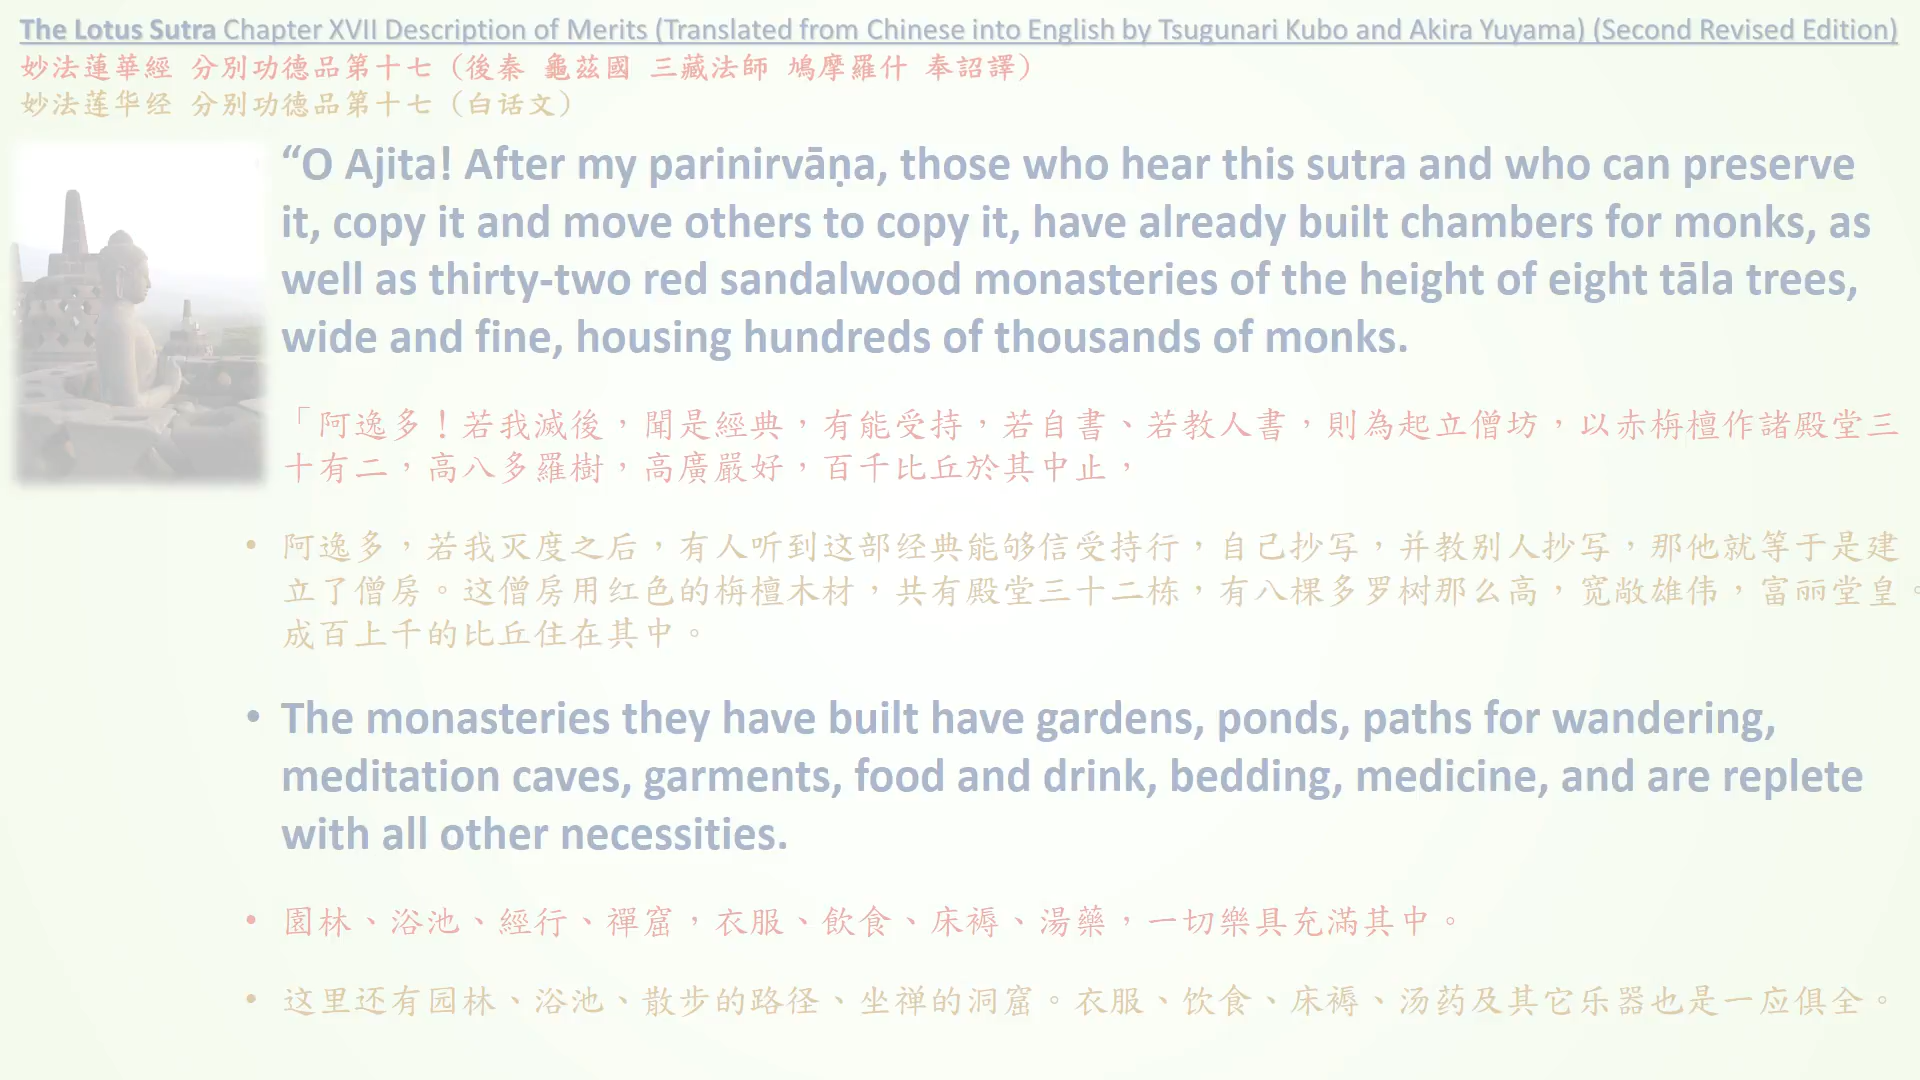 The Lotus Sutra Chapter XVII Description of Merits (Translated from Chinese into English by Tsugunari Kubo and Akira Yuyama) (Second Revised Edition)
妙法蓮華經 分別功德品第十七（後秦 龜茲國 三藏法師 鳩摩羅什 奉詔譯）
妙法莲华经 分别功德品第十七（白话文）
“O Ajita! After my parinirvāṇa, those who hear this sutra and who can preserve
it, copy it and move others to copy it, have already built chambers for monks, as
well as thirty-two red sandalwood monasteries of the height of eight tāla trees,
wide and fine, housing hundreds of thousands of monks.
「阿逸多！若我滅後，聞是經典，有能受持，若自書、若教人書，則為起立僧坊，以赤栴檀作諸殿堂三
十有二，高八多羅樹，高廣嚴好，百千比丘於其中止，
• 阿逸多，若我灭度之后，有人听到这部经典能够信受持行，自己抄写，并教别人抄写，那他就等于是建
立了僧房。这僧房用红色的栴檀木材，共有殿堂三十二栋，有八棵多罗树那么高，宽敞雄伟，富丽堂皇。
成百上千的比丘住在其中。
• The monasteries they have built have gardens, ponds, paths for wandering,
meditation caves, garments, food and drink, bedding, medicine, and are replete
with all other necessities.
• 園林、浴池、經行、禪窟，衣服、飲食、床褥、湯藥，一切樂具充滿其中。
• 这里还有园林、浴池、散步的路径、坐禅的洞窟。衣服、饮食、床褥、汤药及其它乐器也是一应俱全。